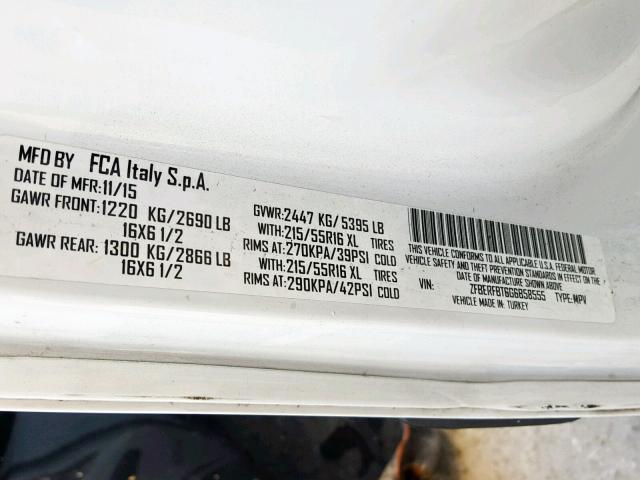 MFD BY FCA Italy S.p.A.
DATE OF MFR:11/15
GAWR FRONT:1220 KG/2690 LB
16X6 1/2
GAWR REAR:1300 KG/2866 LB
16X6 1/2
GVWR:2447 KG/5395 LB
WITH:215/55R16 XL TIRES
RIMS AT:270KPA/39PSI COLD
WITH:215/55R16 XL TIRES
RIMS AT:290KPA/42PSI COLD
THIS VEHICLE CONFORMS TO ALL APPLICABLE U.S.A. FEDERAL MOTOR
VEHICLE SAFETY AND THEFT PREVENTION STANDARDS IN EFFECT ON THE
DATE OF MANUFACTURE SHOWN ABOVE
VIN: ZFBERFBT6G6B58555 TYPE:MPV
MADE IN: TURKEY